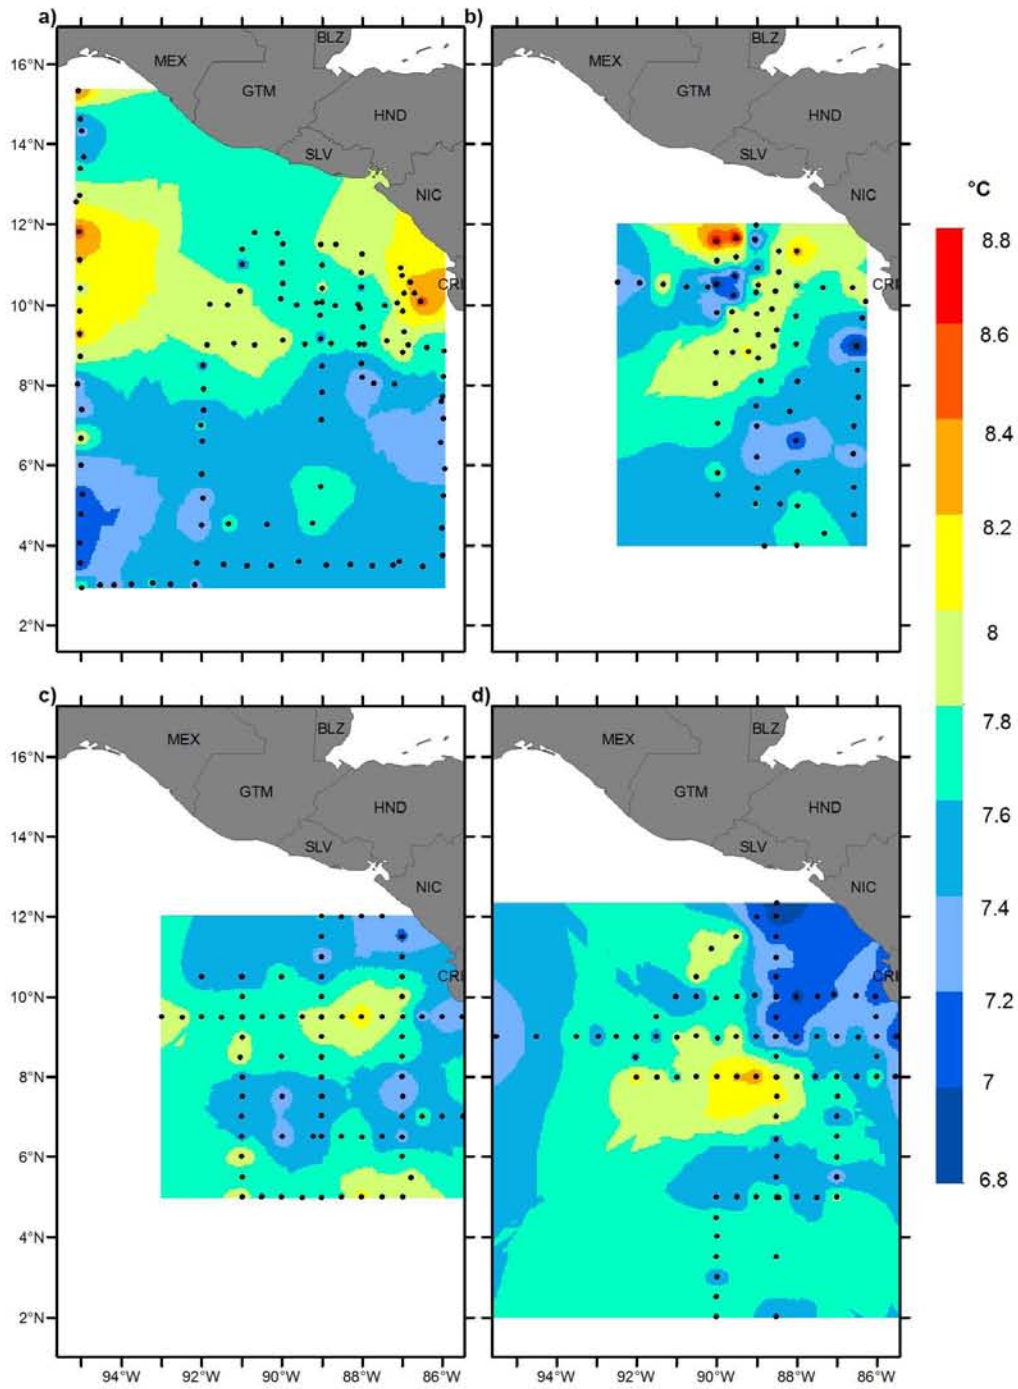 a)
b)
BLZ
BLZ
16°N
MEX
MEX
GTM
GTM
HND
HND
14°N
SLV
SLV
°C
NIC
NIC
12°N
8.8
CRI
CRI
10°N
8.6
8°N
8.4
6°N
8.2
4°N
8
2°N
7.8
c)
d)
BLZ
BLZ
MEX
MEX
16°N
GTM
GTM
HND
HND
7.6
14°N
SLV
SLV
NIC
NIC
7.4
12°N
CRI
CRI
10°N
7.2
8°N
7
6°N
6.8
4°N
2°N
94°W
92°W
90°W
88°W
86°W
94°W
92°W
90°W
88°W
86°W